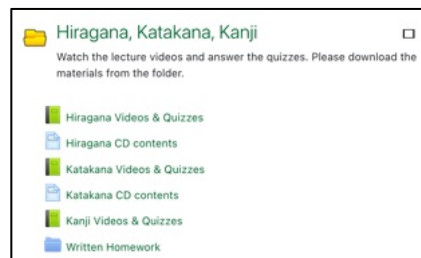 Hiragana, Katakana, Kanji
Watch the lecture videos and answer the quizzes. Please download the
materials from the folder.
Hiragana Videos & Quizzes
Hiragana CD contents
Katakana Videos & Quizzes
Katakana CD contents
Kanji Videos & Quizzes
Written Homework